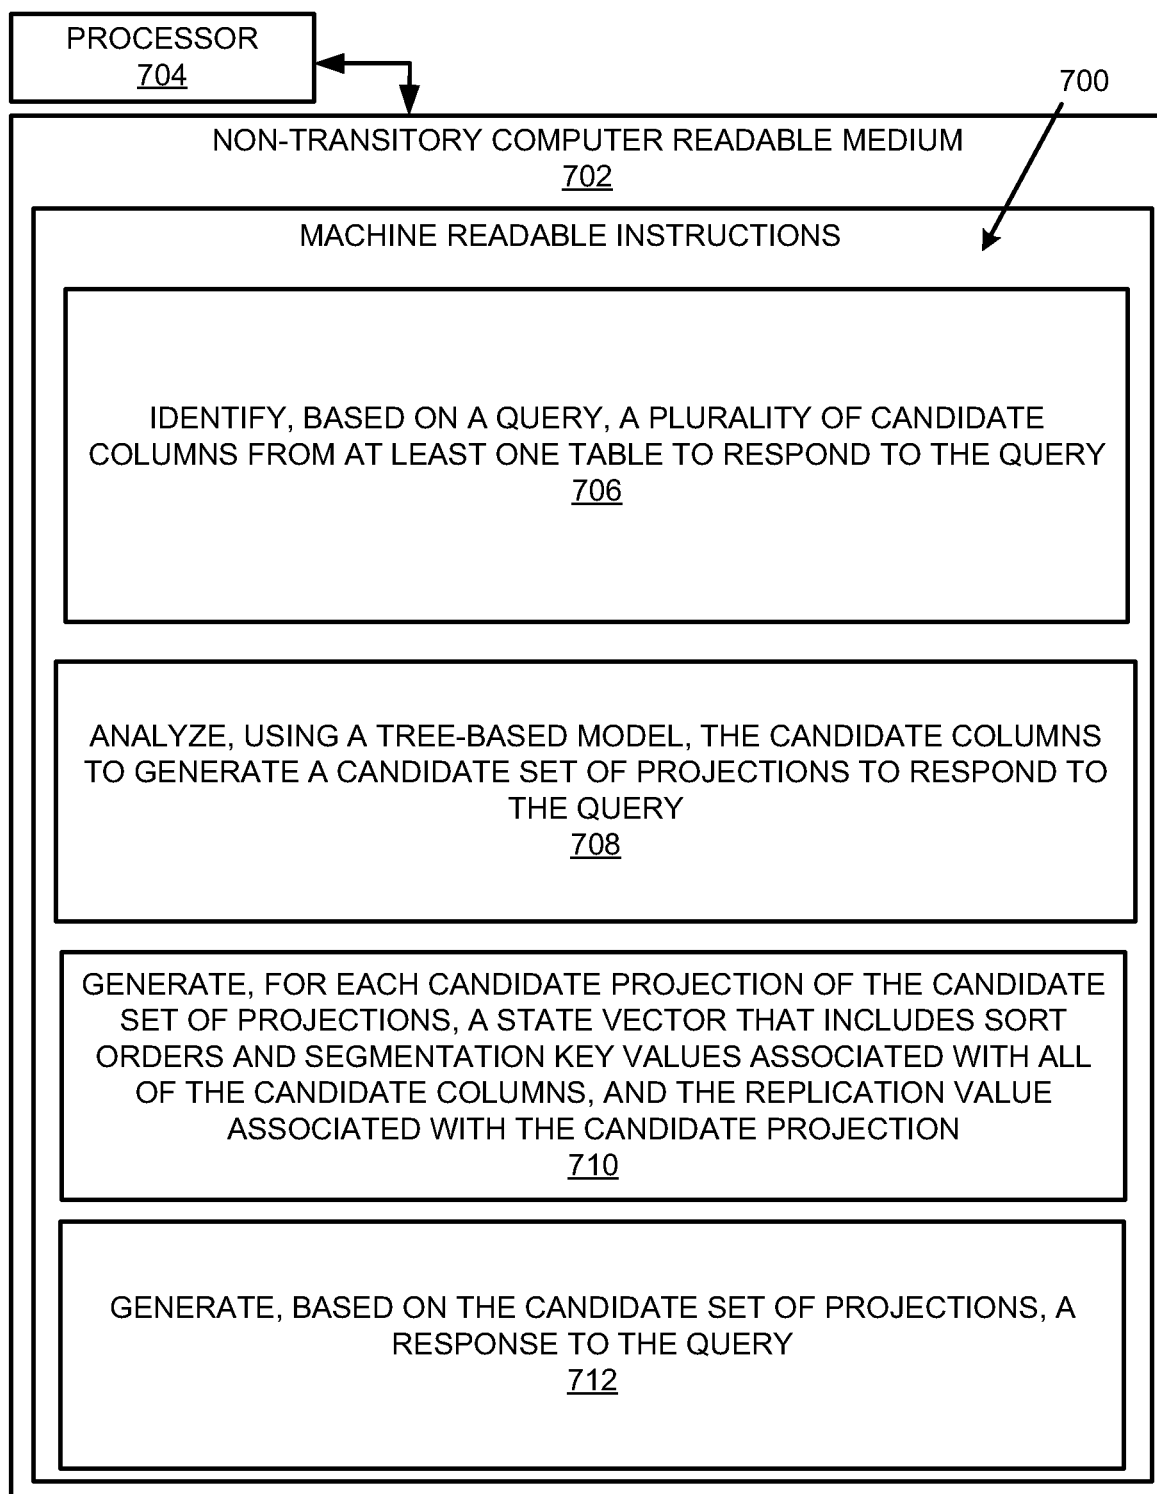 PROCESSOR
704
700
NON-TRANSITORY COMPUTER READABLE MEDIUM
702
MACHINE READABLE INSTRUCTIONS
IDENTIFY, BASED ON A QUERY, A PLURALITY OF CANDIDATE
COLUMNS FROM AT LEAST ONE TABLE TO RESPOND TO THE QUERY
706
ANALYZE, USING A TREE-BASED MODEL, THE CANDIDATE COLUMNS
TO GENERATE A CANDIDATE SET OF PROJECTIONS TO RESPOND TO
THE QUERY
708
GENERATE, FOR EACH CANDIDATE PROJECTION OF THE CANDIDATE
SET OF PROJECTIONS, A STATE VECTOR THAT INCLUDES SORT
ORDERS AND SEGMENTATION KEY VALUES ASSOCIATED WITH ALL
OF THE CANDIDATE COLUMNS, AND THE REPLICATION VALUE
ASSOCIATED WITH THE CANDIDATE PROJECTION
710
GENERATE, BASED ON THE CANDIDATE SET OF PROJECTIONS, A
RESPONSE TO THE QUERY
712